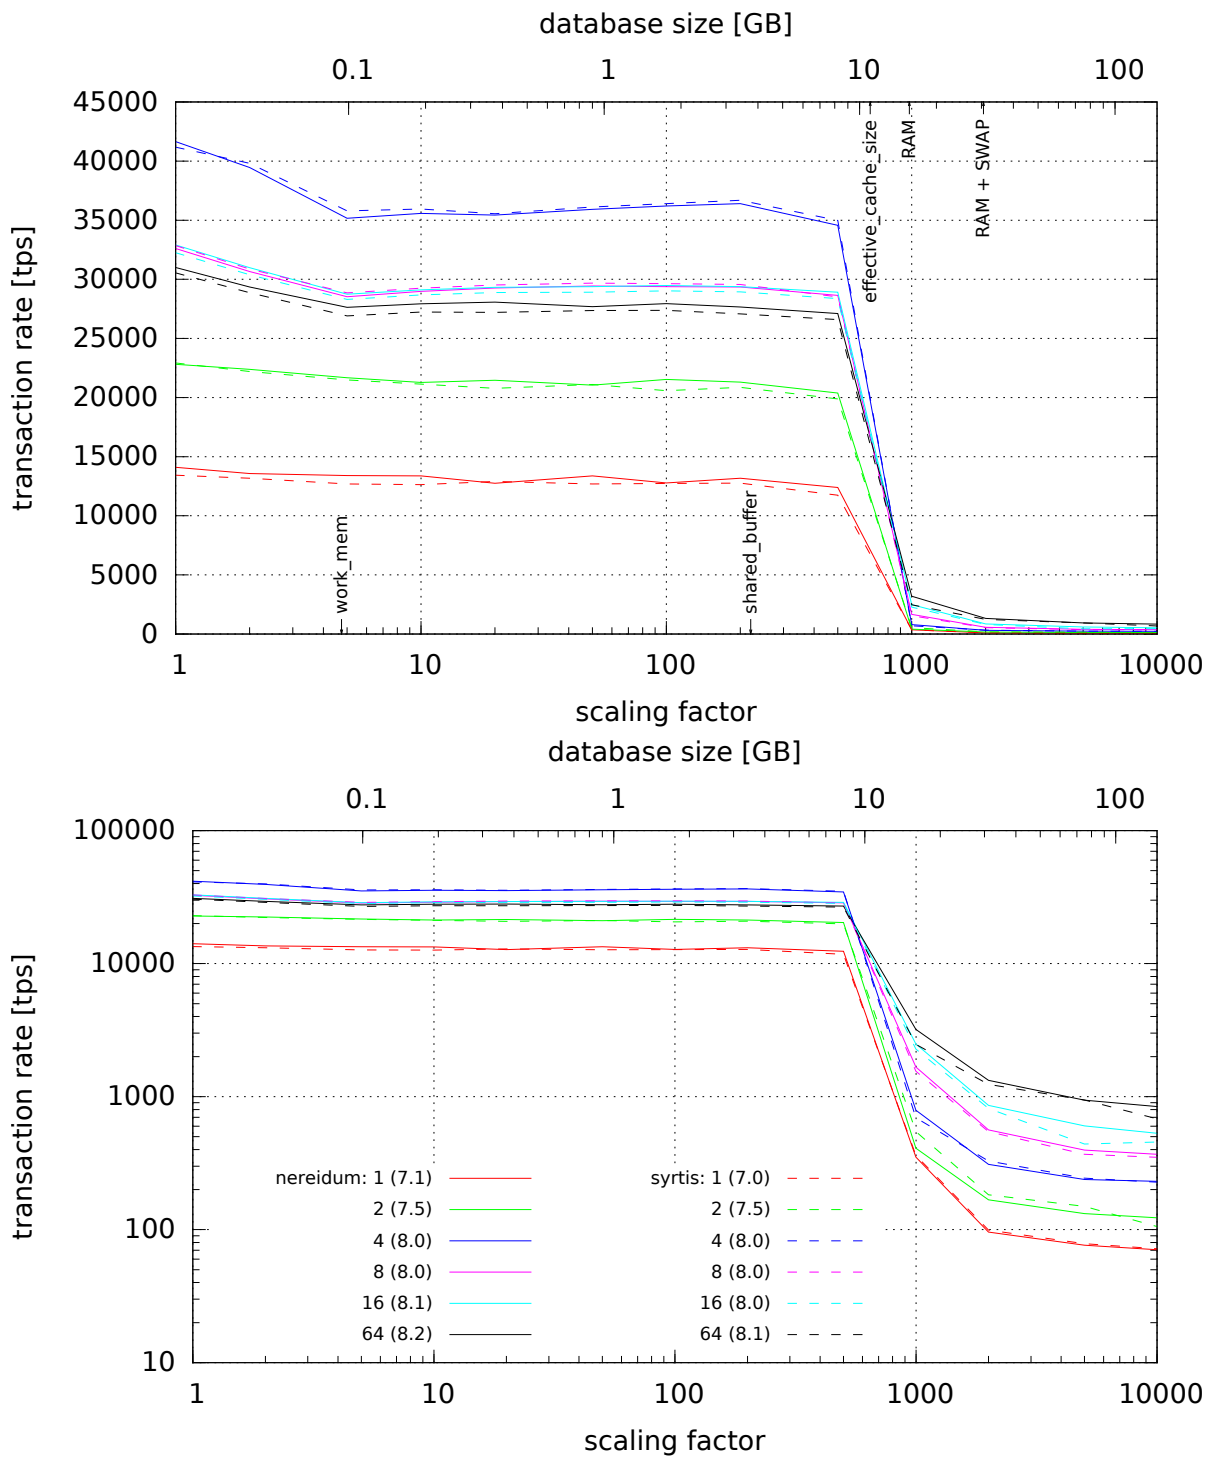 database size [GB]
0.1 1 10 100
45000
40000
35000
30000
25000
20000
15000
10000
5000
0
transaction rate [tps]
work_mem
shared_buffer
effective_cache_size
RAM
RAM + SWAP
1 10 100 1000 10000
scaling factor
database size [GB]
0.1 1 10 100
100000
10000
1000
100
10
transaction rate [tps]
nereidum: 1 (7.1) syrtis: 1 (7.0)
2 (7.5) 2 (7.5)
4 (8.0) 4 (8.0)
8 (8.0) 8 (8.0)
16 (8.1) 16 (8.0)
64 (8.2) 64 (8.1)
1 10 100 1000 10000
scaling factor